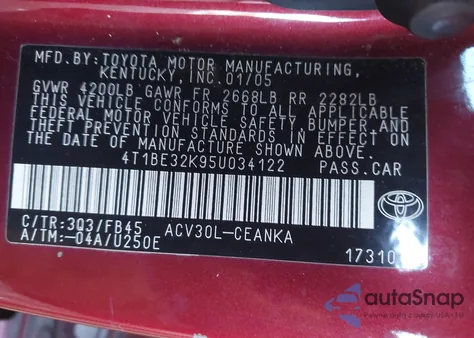 MFD.BY:TOYOTA MOTOR MANUFACTURING,
KENTUCKY,INC.01/05
GVWR 4200LB GAWR FR 2668LB RR 2282LB
THIS VEHICLE CONFORMS TO ALL APPLICABLE
FEDERAL MOTOR VEHICLE SAFETY BUMPER, AND
THEFT PREVENTION STANDARDS IN EFFECT ON
THE DATE OF MANUFACTURE SHOWN ABOVE.
4T1BE32K95U034122 PASS.CAR
C/TR:3Q3/FB45 ACV30L-CEANKA
A/TM:-04A/U250E
17310
TOYOTA
autoSnap